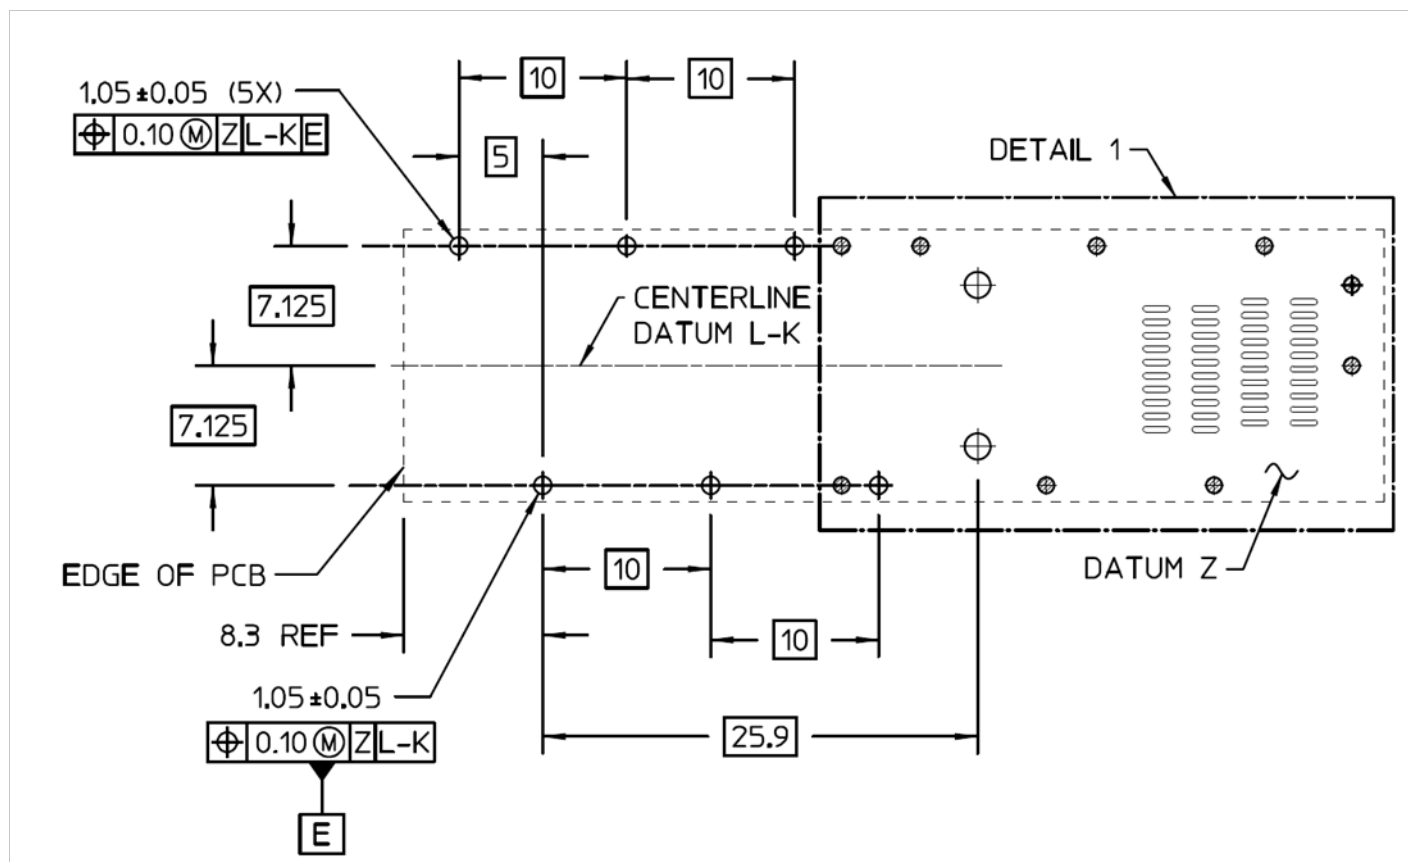 10
10
1.05±0.05 (5X)
⌖ 0.10 Ⓜ Z L-K E
5
DETAIL 1
7.125
CENTERLINE
DATUM L-K
7.125
EDGE OF PCB
10
DATUM Z
8.3 REF
10
1.05±0.05
⌖ 0.10 Ⓜ Z L-K
25.9
E